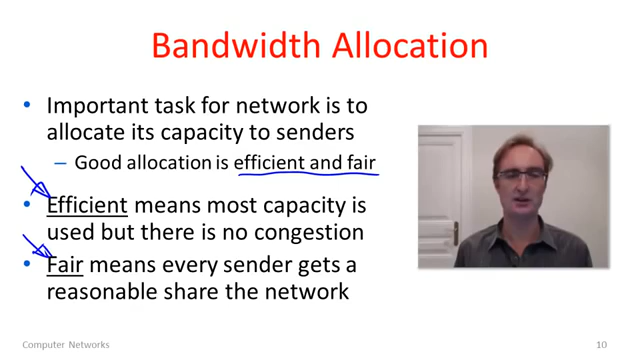 Bandwidth Allocation
• Important task for network is to
allocate its capacity to senders
– Good allocation is efficient and fair
• Efficient means most capacity is
used but there is no congestion
• Fair means every sender gets a
reasonable share the network
Computer Networks
10